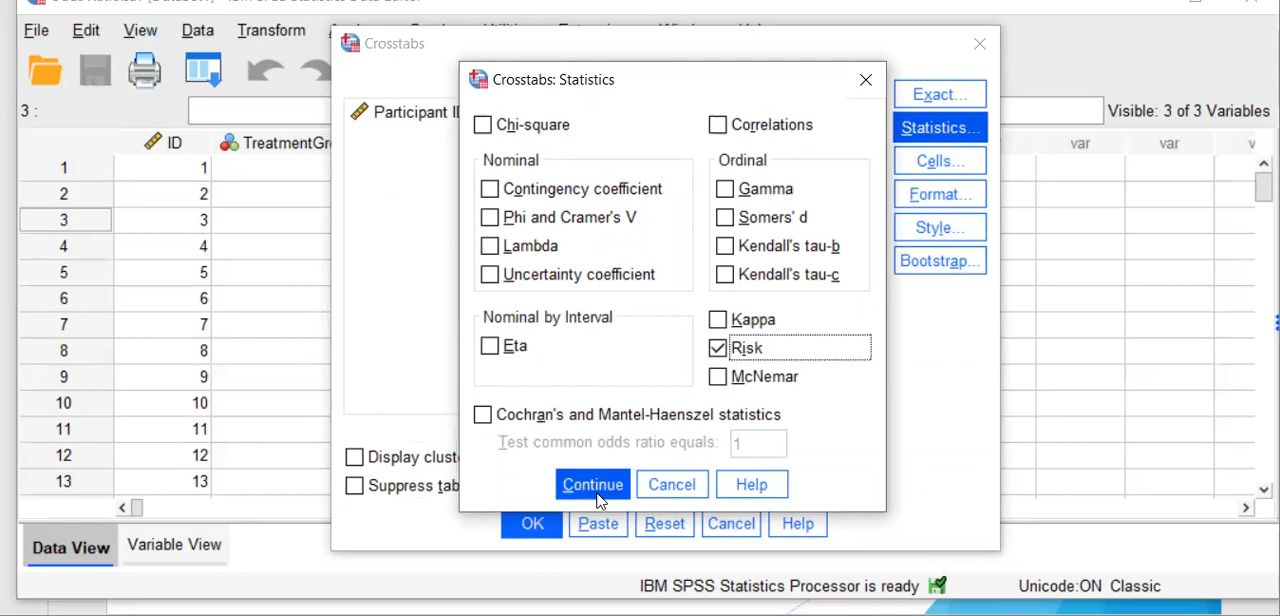 File Edit View Data Transform
Crosstabs
3 :
Visible: 3 of 3 Variables
ID TreatmentGr
var var v
1 1
2 2
3 3
4 4
5 5
6 6
7 7
8 8
9 9
10 10
11 11
12 12
13 13
Participant I
Exact...
Statistics...
Cells...
Format...
Style...
Bootstrap...
Crosstabs: Statistics
Chi-square
Correlations
Nominal
Contingency coefficient
Phi and Cramer's V
Lambda
Uncertainty coefficient
Ordinal
Gamma
Somers' d
Kendall's tau-b
Kendall's tau-c
Nominal by Interval
Eta
Kappa
Risk
McNemar
Cochran's and Mantel-Haenszel statistics
Test common odds ratio equals: 1
Continue Cancel Help
Display cluste
Suppress tab
OK Paste Reset Cancel Help
Data View Variable View
IBM SPSS Statistics Processor is ready Unicode:ON Classic